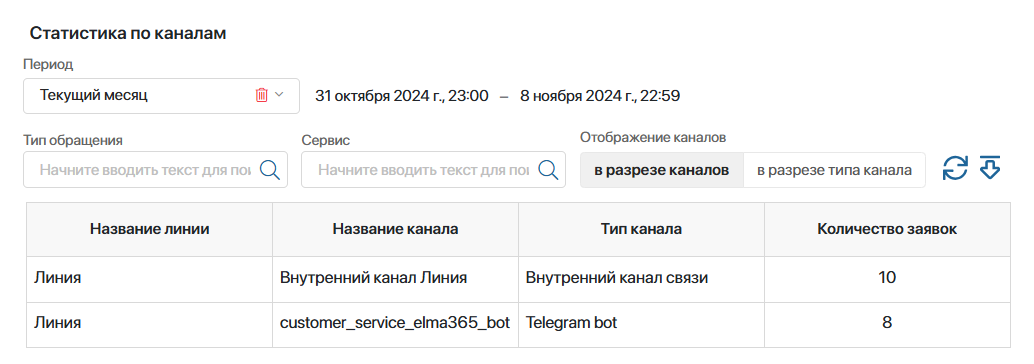 Статистика по каналам
Период
Текущий месяц
31 октября 2024 г., 23:00 – 8 ноября 2024 г., 22:59
Тип обращения
Сервис
Отображение каналов
Начните вводить текст для пои
Начните вводить текст для пои
в разрезе каналов
в разрезе типа канала
Название линии
Название канала
Тип канала
Количество заявок
Линия
Внутренний канал Линия
Внутренний канал связи
10
Линия
customer_service_elma365_bot
Telegram bot
8